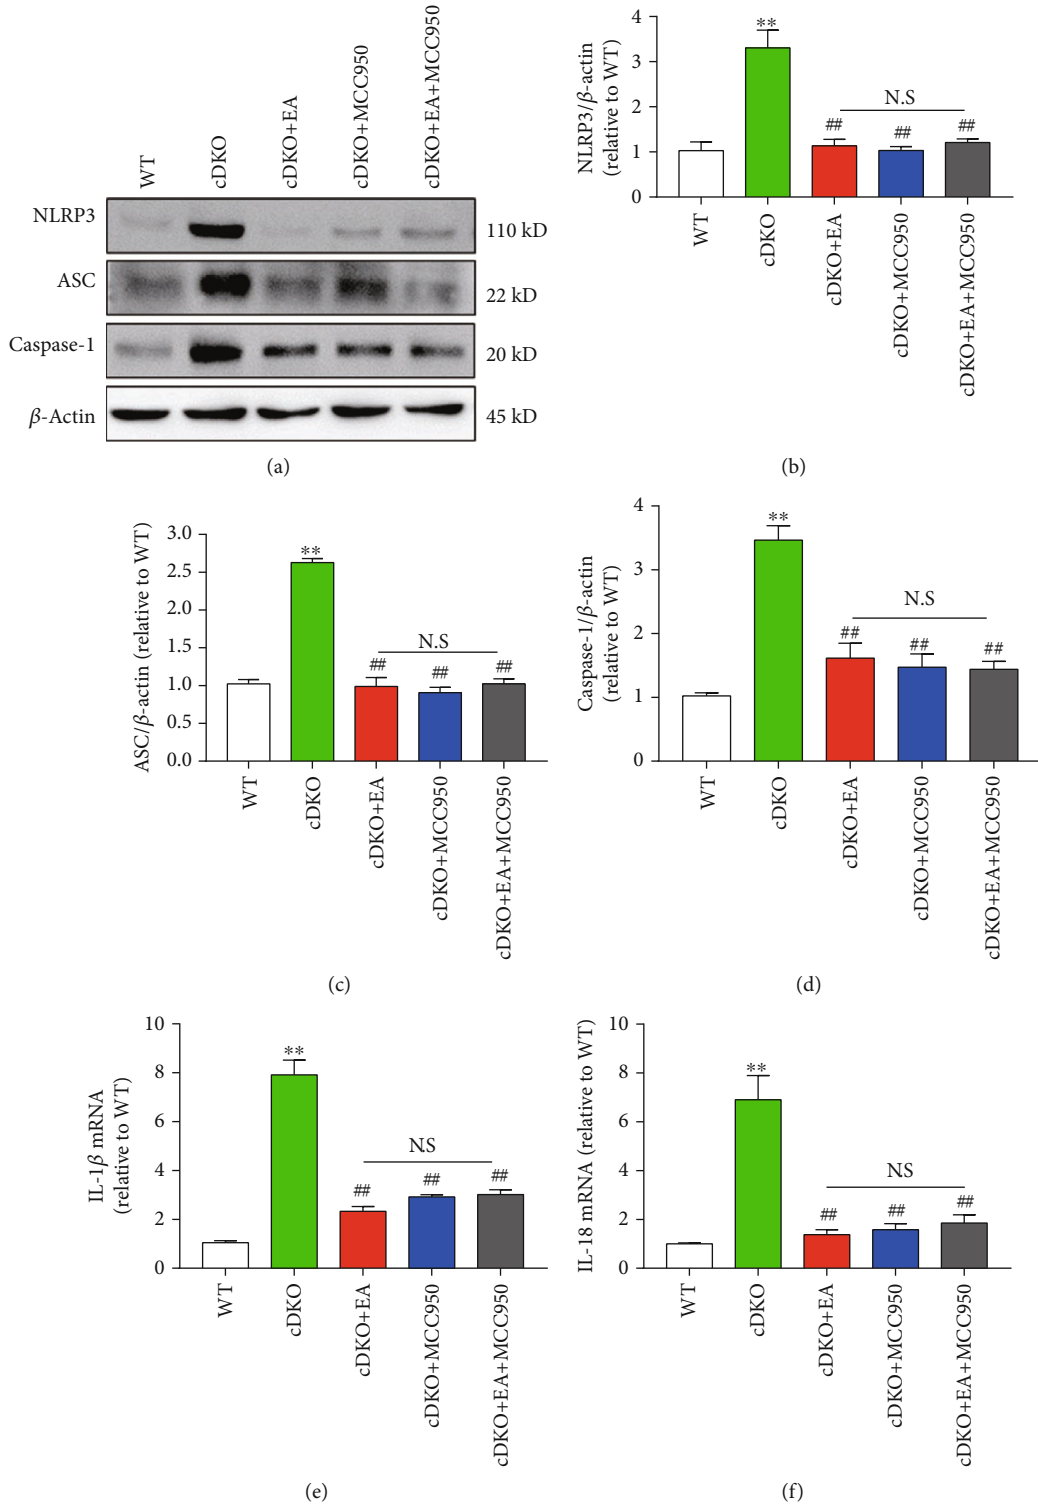 WT
cDKO
cDKO+EA
cDKO+MCC950
cDKO+EA+MCC950
NLRP3
110 kD
ASC
22 kD
Caspase-1
20 kD
β-Actin
45 kD
(a)
NLRP3/β-actin
(relative to WT)
4
3
2
1
0
**
##
##
##
N.S
WT
cDKO
cDKO+EA
cDKO+MCC950
cDKO+EA+MCC950
(b)
ASC/β-actin (relative to WT)
3.0
2.5
2.0
1.5
1.0
0.5
0.0
**
##
##
##
N.S
WT
cDKO
cDKO+EA
cDKO+MCC950
cDKO+EA+MCC950
(c)
Caspase-1/β-actin
(relative to WT)
4
3
2
1
0
**
##
##
##
N.S
WT
cDKO
cDKO+EA
cDKO+MCC950
cDKO+EA+MCC950
(d)
IL-1β mRNA
(relative to WT)
10
8
6
4
2
0
**
##
##
##
NS
WT
cDKO
cDKO+EA
cDKO+MCC950
cDKO+EA+MCC950
(e)
IL-18 mRNA (relative to WT)
10
8
6
4
2
0
**
##
##
##
NS
WT
cDKO
cDKO+EA
cDKO+MCC950
cDKO+EA+MCC950
(f)